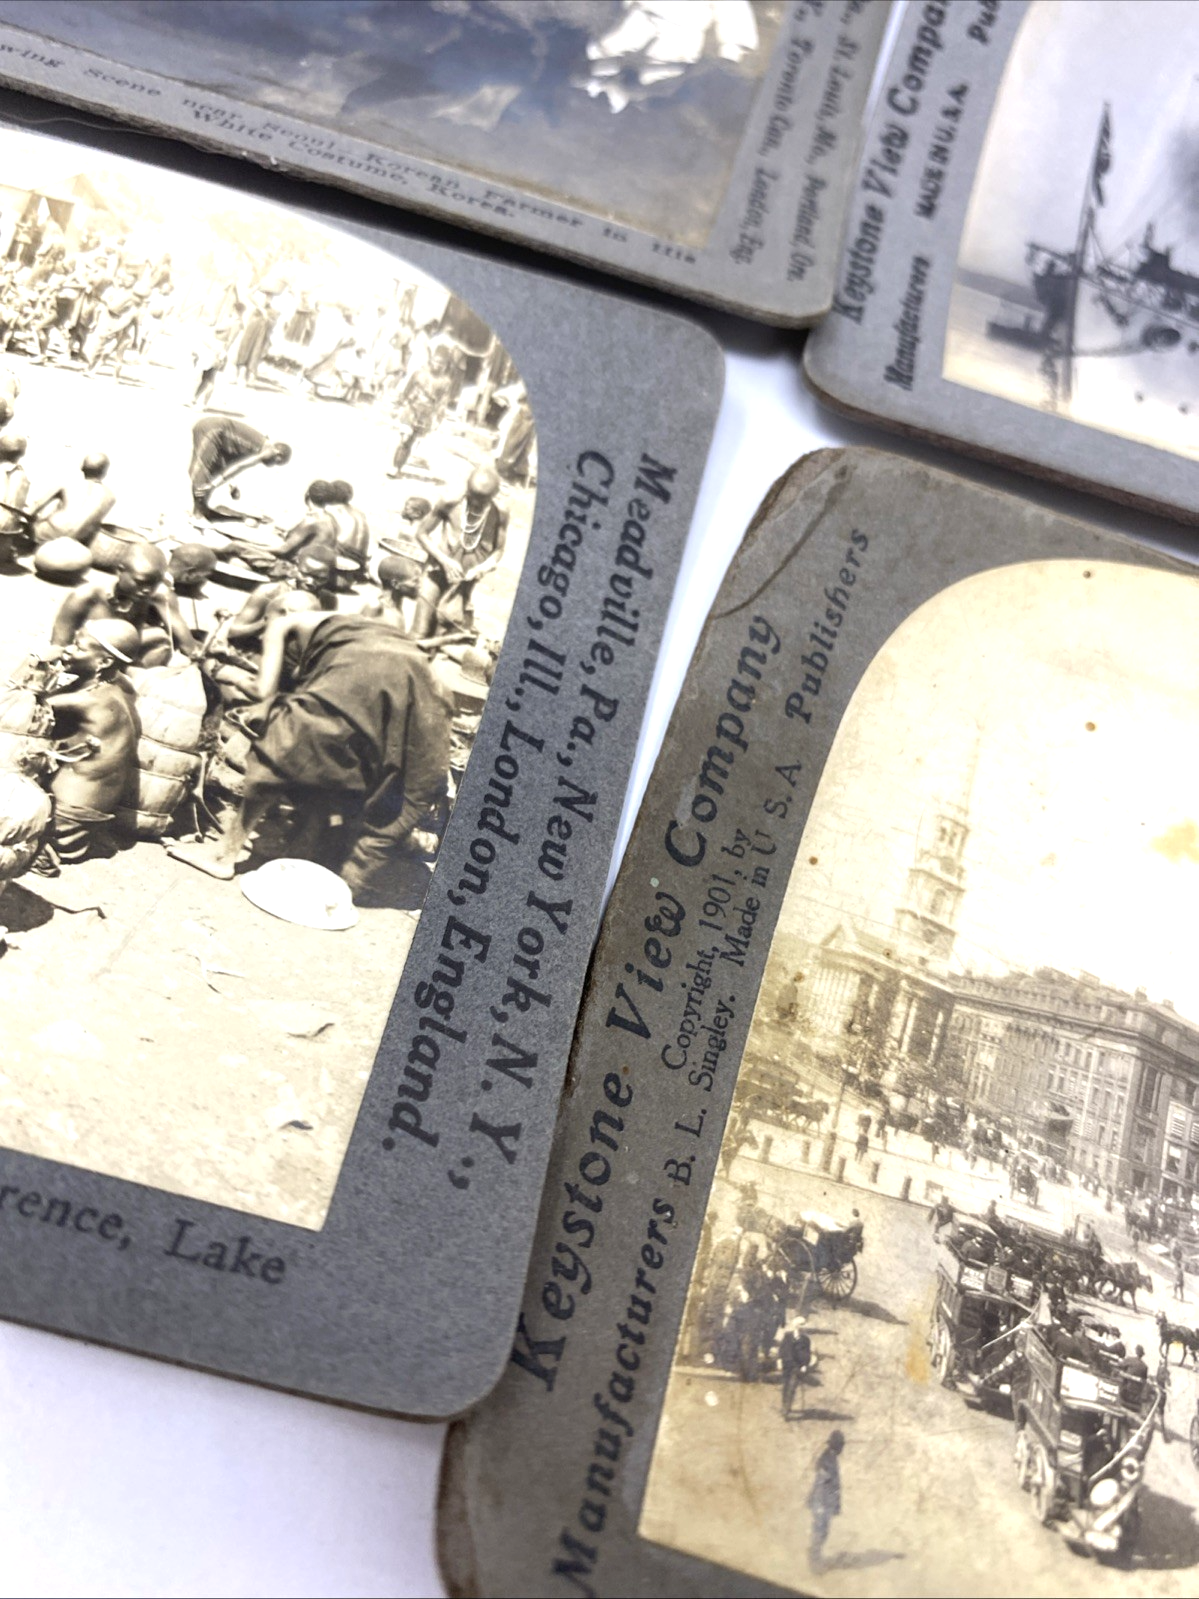 Scene near Seoul, Korean Farmer in His
White Costume, Korea.
St. Louis, Mo., Portland, Ore.
Toronto Can., London, Eng.
Keystone View Company
Manufacturers MADE IN U.S.A.
Meadville, Pa., New York, N. Y.,
Chicago, Ill., London, England.
Lake
Keystone View Company
Copyright, 1901, by
B. L. Singley. Made in U. S. A.
Manufacturers Publishers